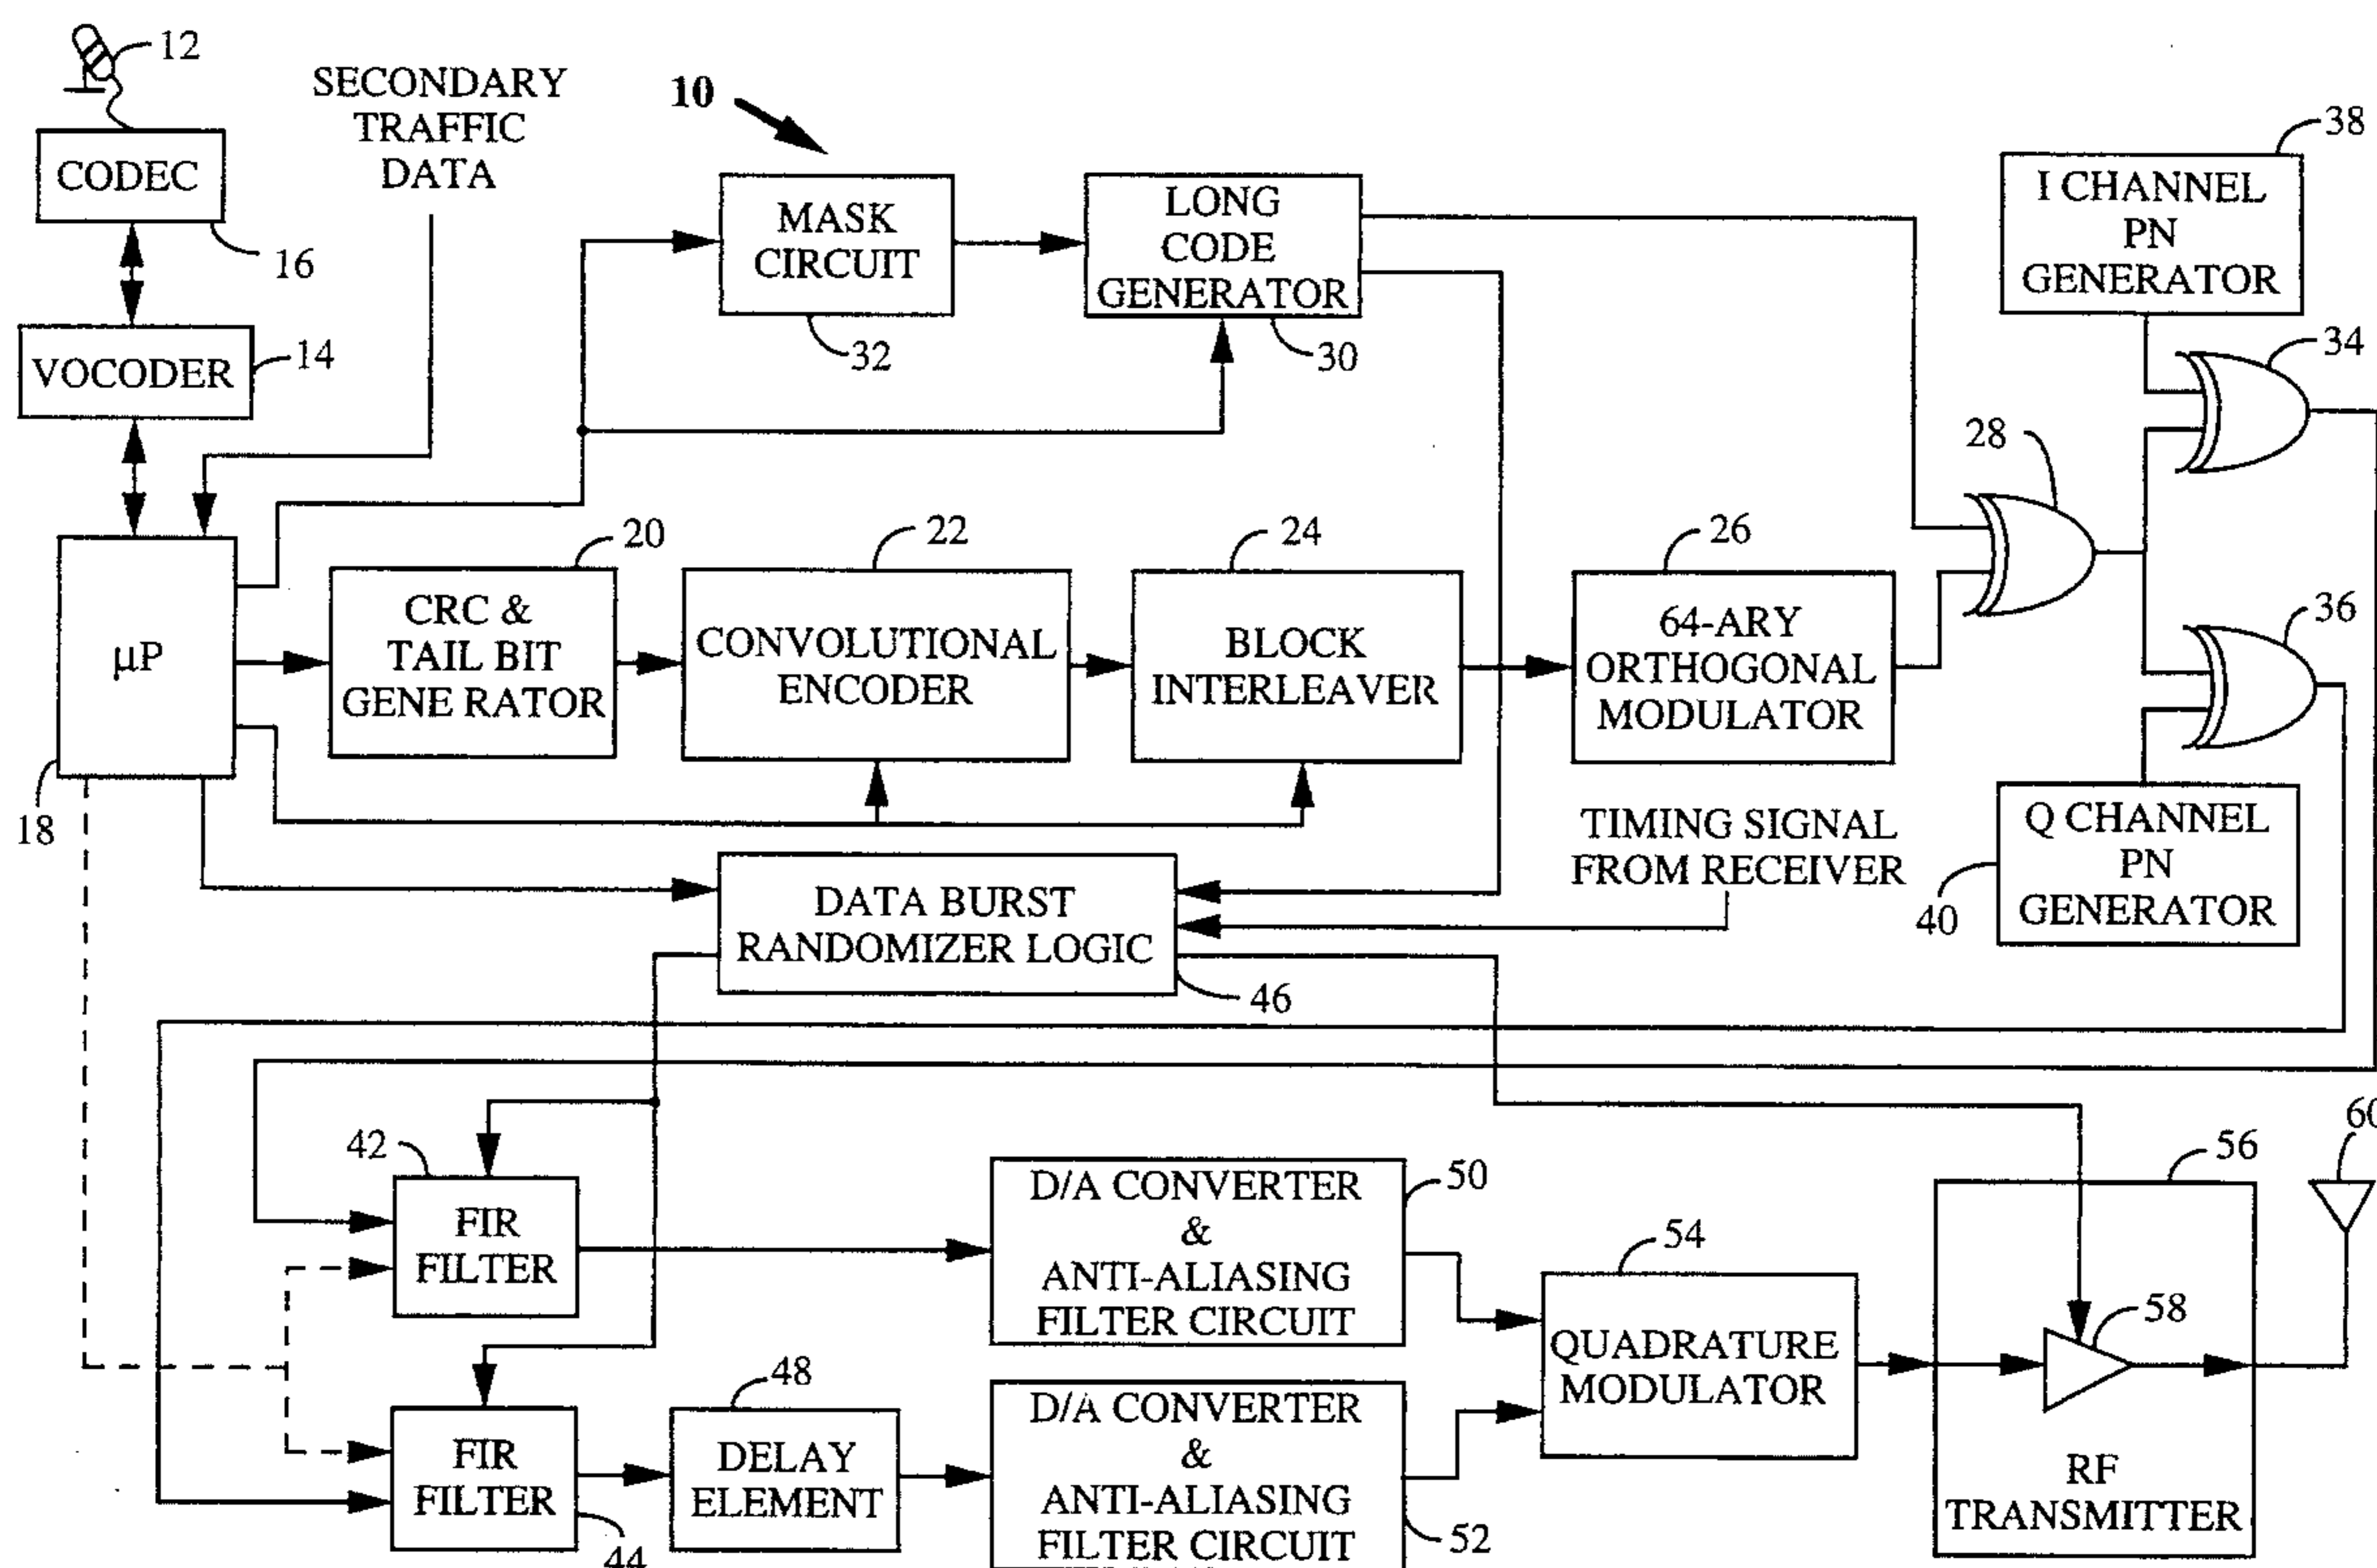 12
SECONDARY
TRAFFIC
DATA
10
38
CODEC
16
MASK
CIRCUIT
32
LONG
CODE
GENERATOR
30
I CHANNEL
PN
GENERATOR
34
VOCODER
14
28
20
22
24
26
36
µP
18
CRC &
TAIL BIT
GENE RATOR
CONVOLUTIONAL
ENCODER
BLOCK
INTERLEAVER
64-ARY
ORTHOGONAL
MODULATOR
TIMING SIGNAL
FROM RECEIVER
Q CHANNEL
PN
GENERATOR
40
DATA BURST
RANDOMIZER LOGIC
46
42
FIR
FILTER
D/A CONVERTER
&
ANTI-ALIASING
FILTER CIRCUIT
50
54
QUADRATURE
MODULATOR
56
60
58
RF
TRANSMITTER
FIR
FILTER
44
48
DELAY
ELEMENT
D/A CONVERTER
&
ANTI-ALIASING
FILTER CIRCUIT
52